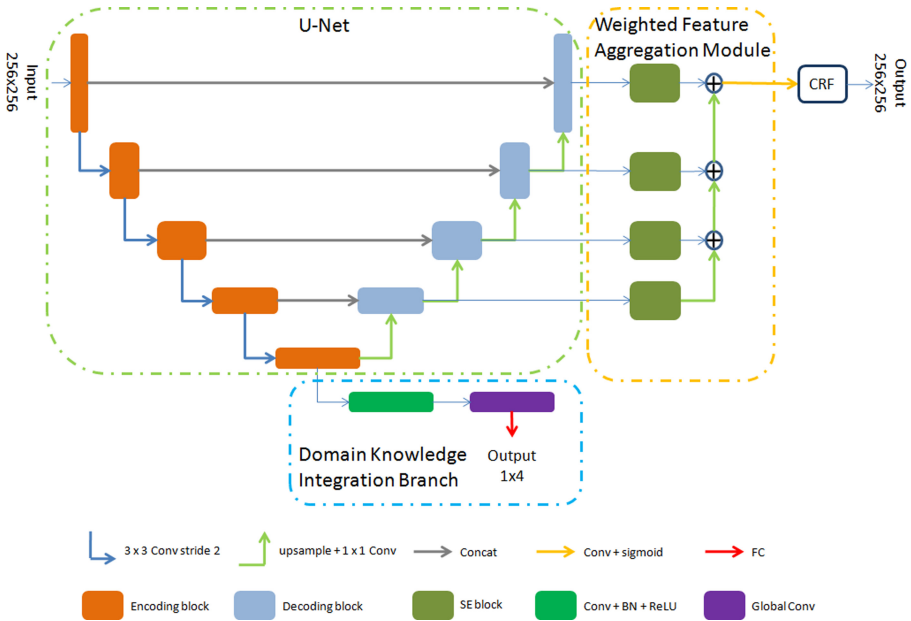 U-Net
Weighted Feature
Aggregation Module
Input
256x256
CRF
Output
256x256
Domain Knowledge
Integration Branch
Output
1x4
3 x 3 Conv stride 2
upsample + 1 x 1 Conv
Concat
Conv + sigmoid
FC
Encoding block
Decoding block
SE block
Conv + BN + ReLU
Global Conv